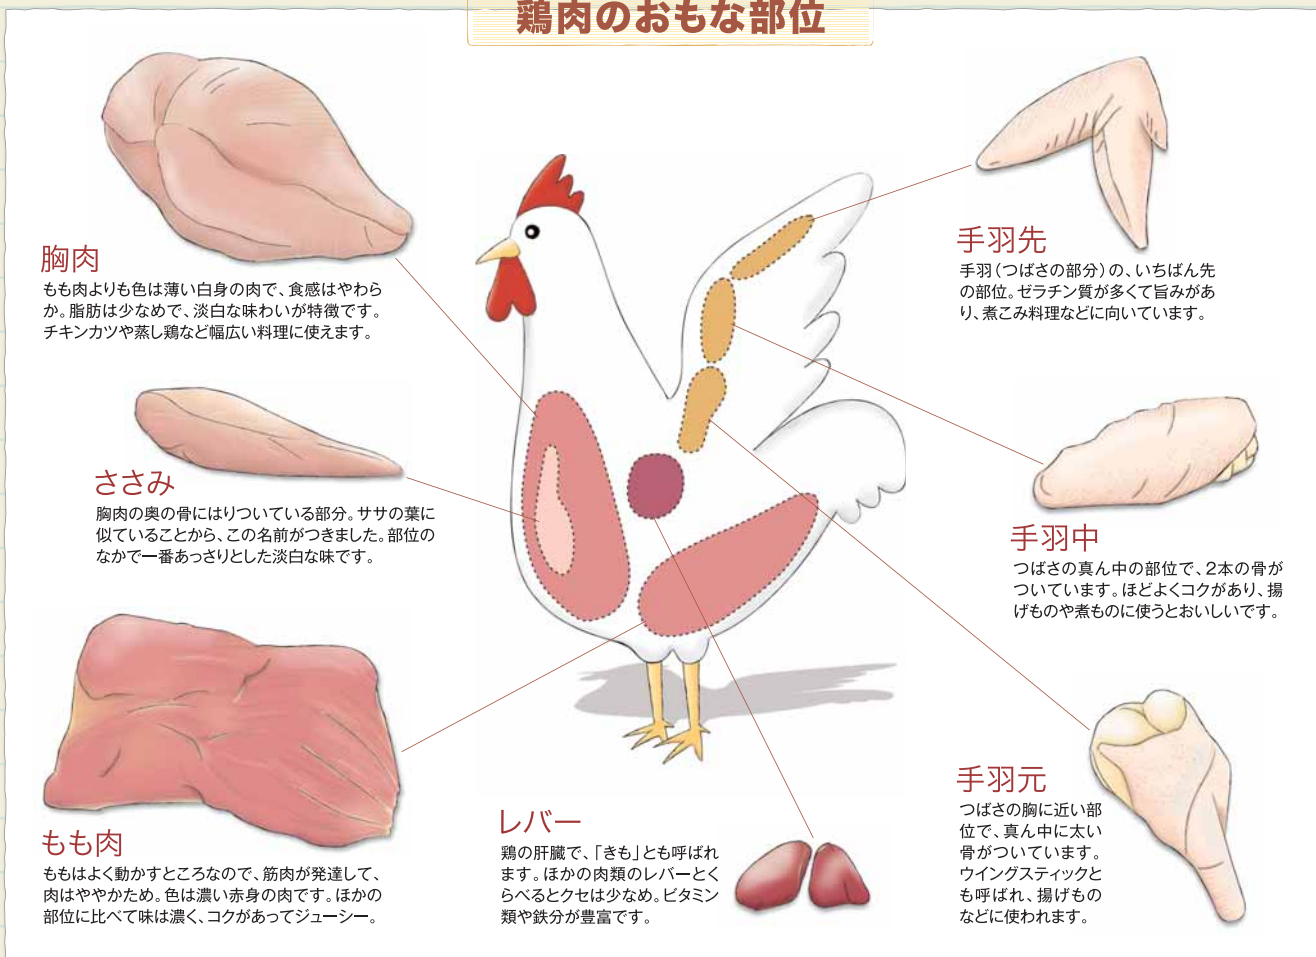 鶏肉のおもな部位
胸肉
もも肉よりも色は薄い白身の肉で、食感はやわら
か。脂肪は少なめで、淡白な味わいが特徴です。
チキンカツや蒸し鶏など幅広い料理に使えます。
ささみ
胸肉の奥の骨にはりついている部分。ササの葉に
似ていることから、この名前がつきました。部位の
なかで一番あっさりとした淡白な味です。
もも肉
ももはよく動かすところなので、筋肉が発達して、
肉はややかため。色は濃い赤身の肉です。ほかの
部位に比べて味は濃く、コクがあってジューシー。
レバー
鶏の肝臓で、「きも」とも呼ばれ
ます。ほかの肉類のレバーとく
らべるとクセは少なめ。ビタミン
類や鉄分が豊富です。
手羽先
手羽（つばさの部分）の、いちばん先
の部位。ゼラチン質が多くて旨みがあ
り、煮こみ料理などに向いています。
手羽中
つばさの真ん中の部位で、2本の骨が
ついています。ほどよくコクがあり、揚
げものや煮ものに使うとおいしいです。
手羽元
つばさの胸に近い部
位で、真ん中に太い
骨がついています。
ウイングスティックと
も呼ばれ、揚げもの
などに使われます。